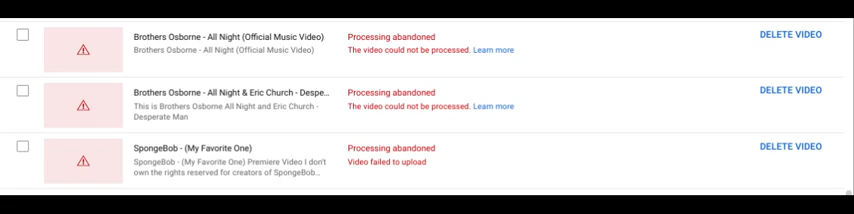 Brothers Osborne - All Night (Official Music Video)
Processing abandoned
DELETE VIDEO
Brothers Osborne - All Night (Official Music Video)
The video could not be processed. Learn more
Brothers Osborne - All Night & Eric Church - Despe...
Processing abandoned
DELETE VIDEO
This is Brothers Osborne All Night and Eric Church -
Desperate Man
The video could not be processed. Learn more
SpongeBob - (My Favorite One)
Processing abandoned
DELETE VIDEO
SpongeBob - (My Favorite One) Premiere Video I don't
own the rights reserved for creators of SpongeBob...
Video failed to upload